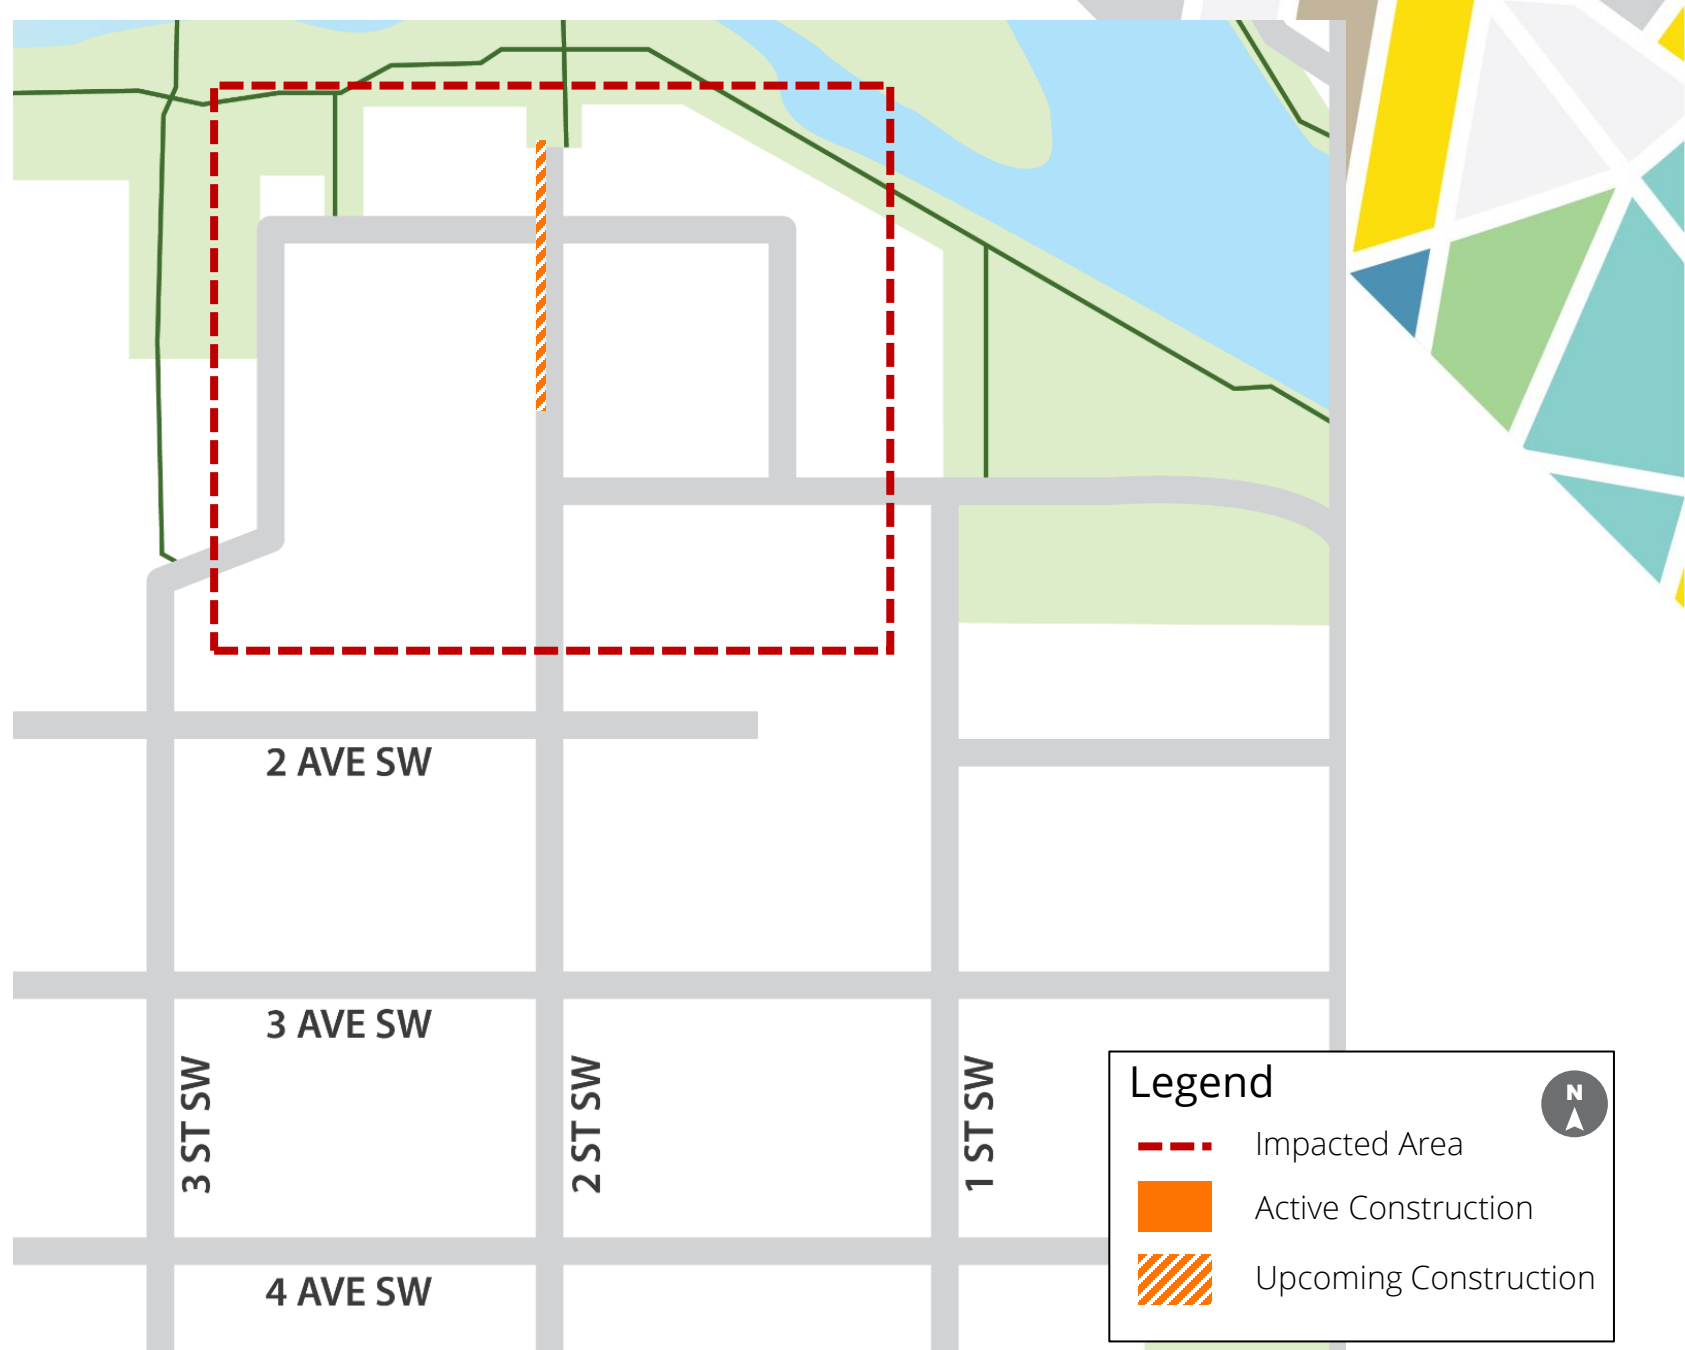 2 AVE SW
3 AVE SW
3 ST SW
2 ST SW
1 ST SW
4 AVE SW
Legend
N
Impacted Area
Active Construction
Upcoming Construction